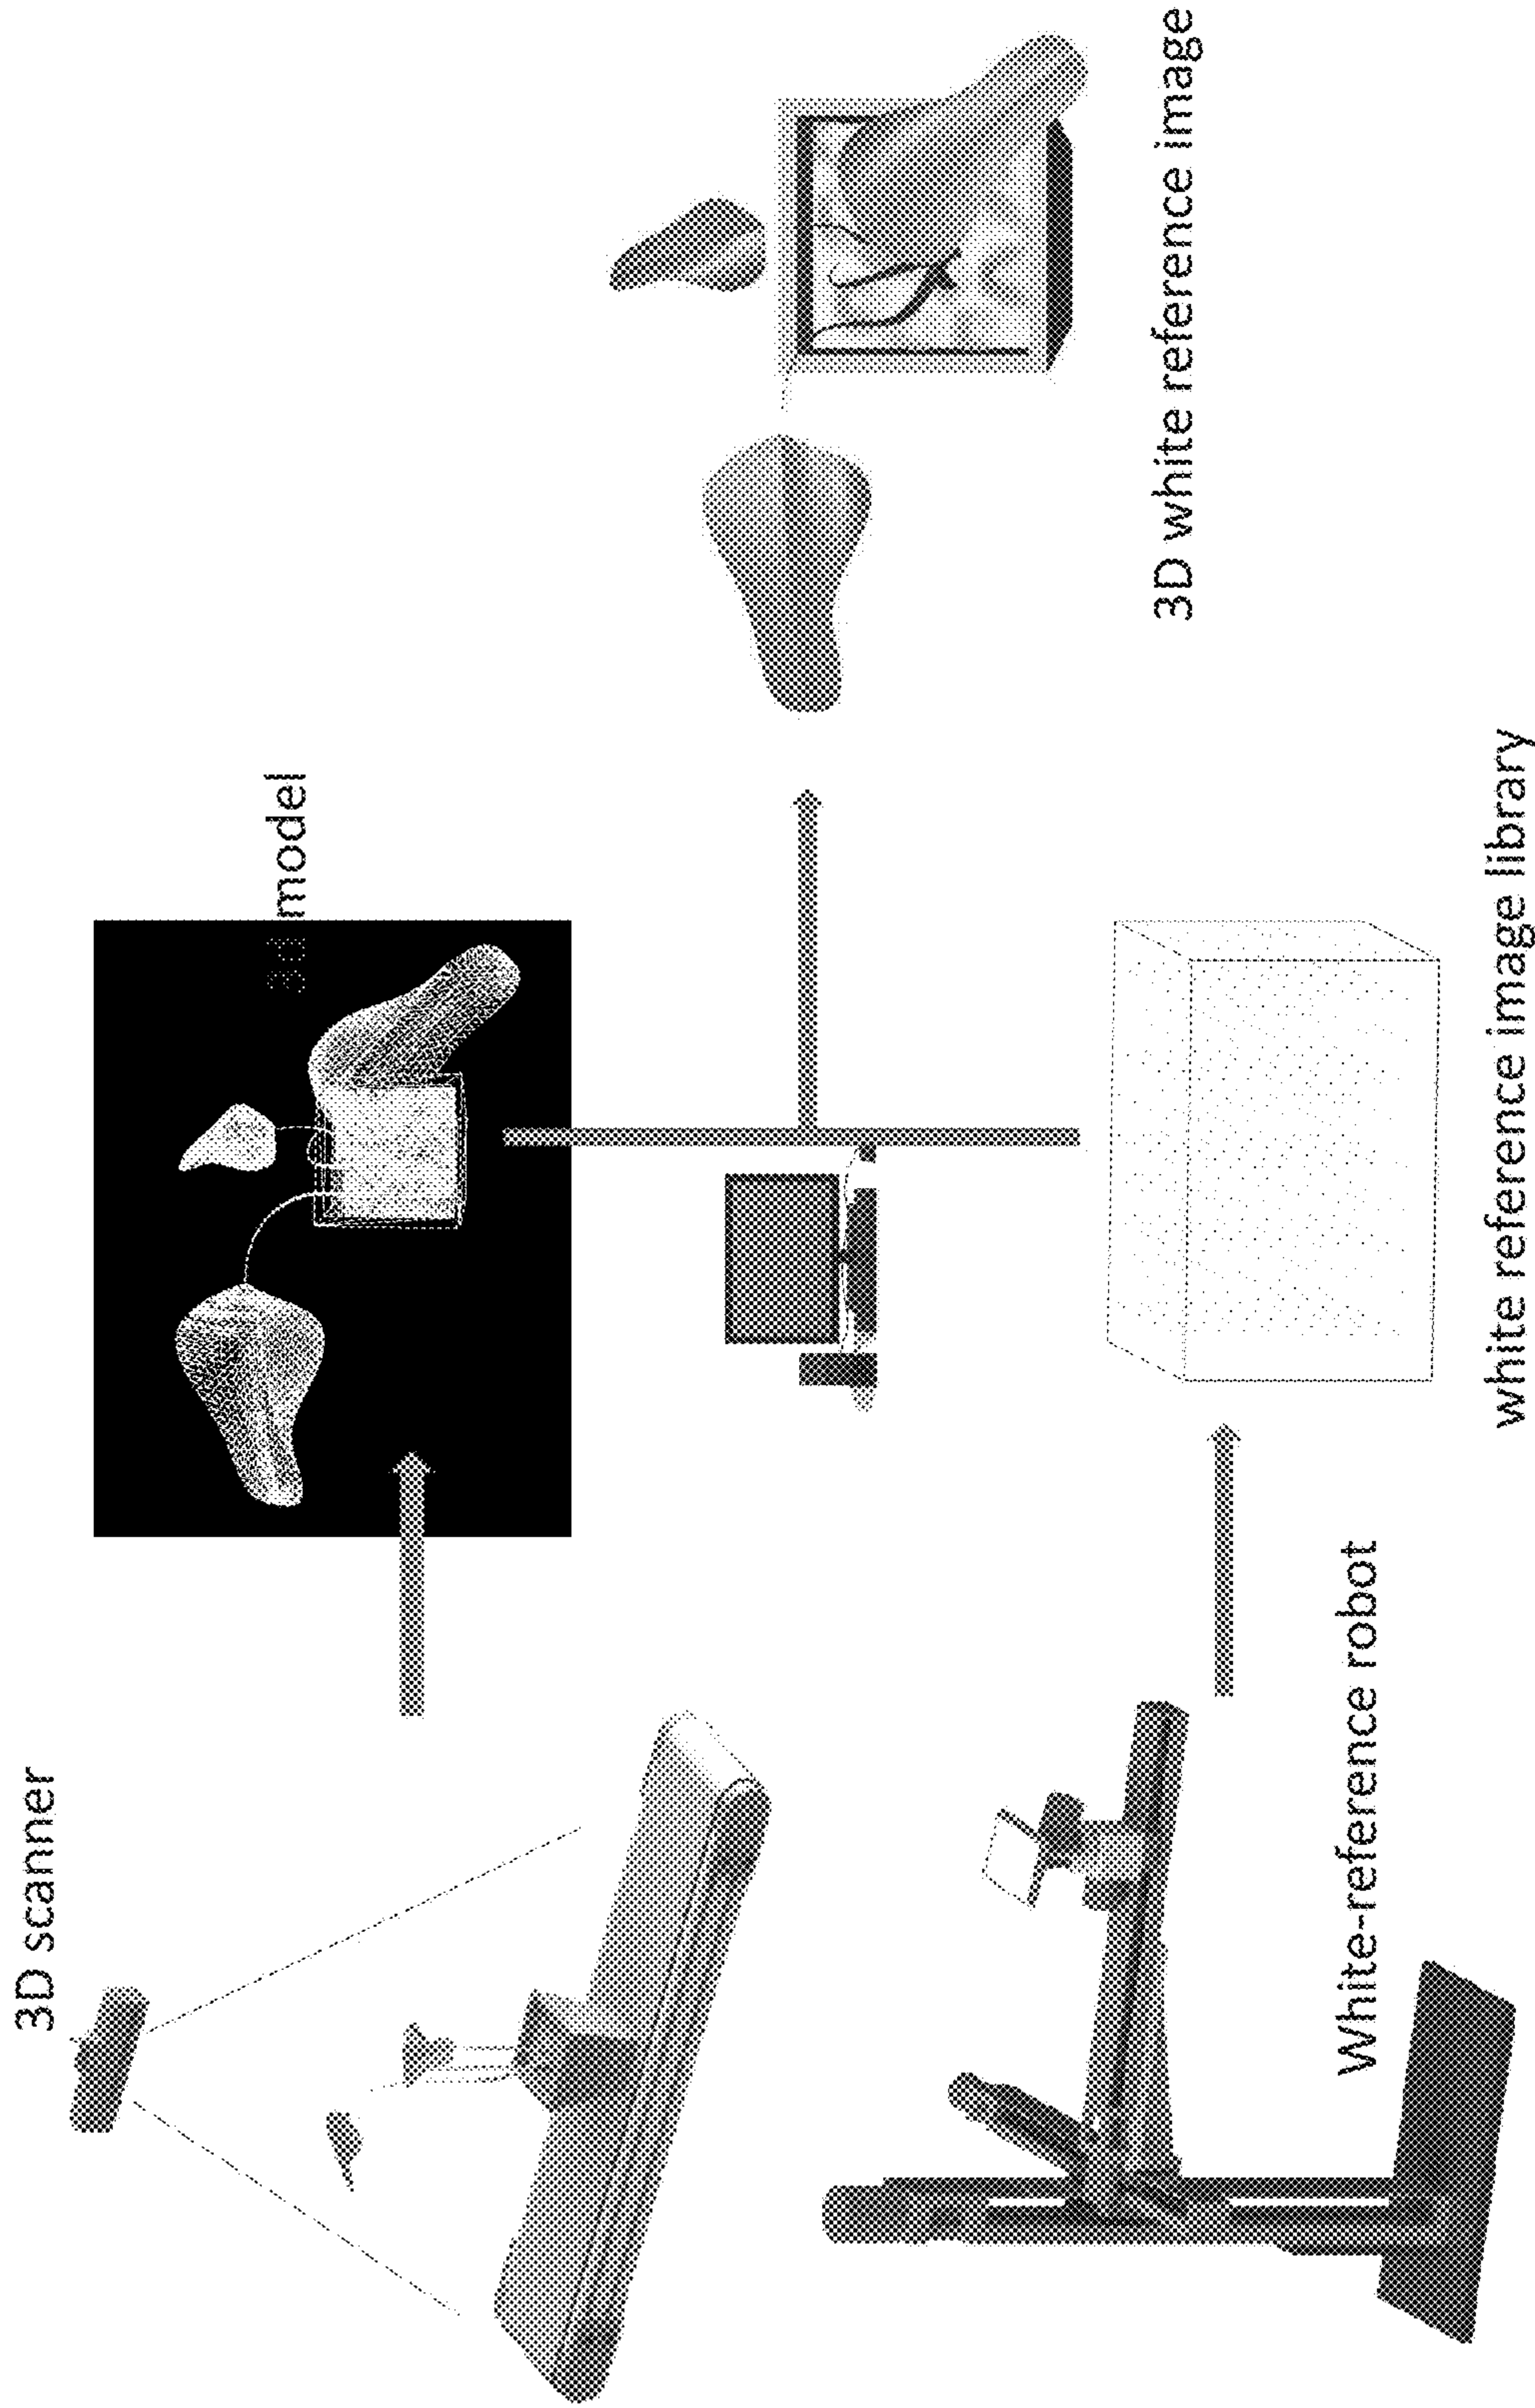 3D scanner
3d model
White-reference robot
white reference image library
3D white reference image